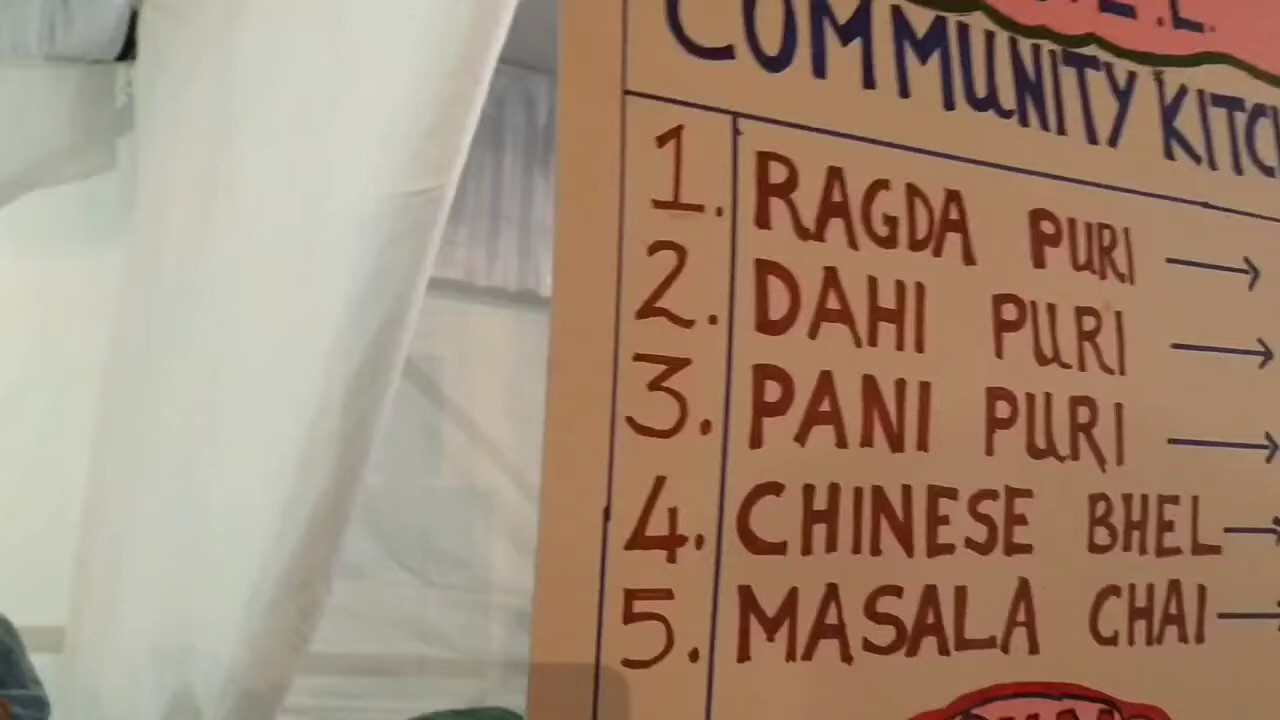 COMMUNITY
1. RAGDA PURI →
2. DAHI PURI →
3. PANI PURI →
4. CHINESE BHEL →
5. MASALA CHAI →